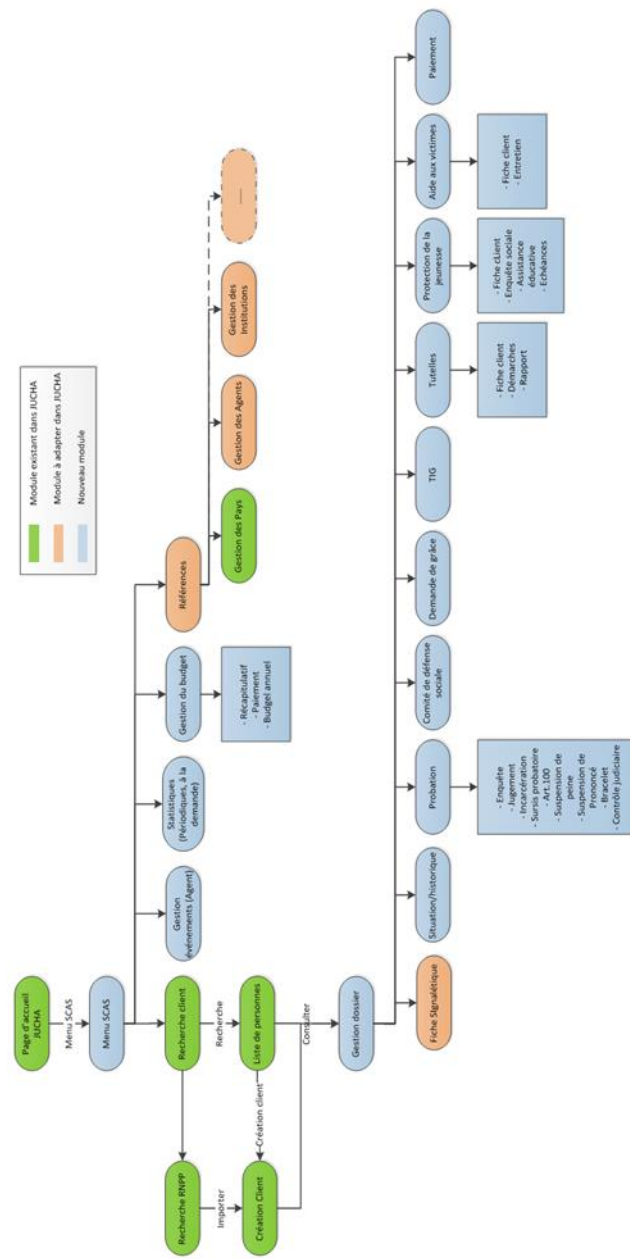 Module existant dans JUCHA
Module à adapter dans JUCHA
Nouveau module
Page d'accueil
JUCHA
Menu SCAS
Menu SCAS
Recherche client
Gestion
événements (Agent)
Statistiques
(Périodiques, à la
demande)
Gestion du budget
Références
- Récapitulatif
- Paiement
- Budgel annuel
Gestion des Pays
Gestion des Agents
Gestion des
Institutions
Recherche RNPP
Recherche
Liste de personnes
Importer
Création client
Création Client
Consulter
Gestion dossier
Fiche SIgnalétique
Situation/historique
Probation
Comité de défense
sociale
Demande de grâce
TIG
Tutelles
Protection de la
jeunesse
Aide aux victimes
Paiement
- Enquête
- Jugement
- Incarcération
- Sursis probatoire
- Art.100
- Suspension de
peine
- Suspension de
Prononcé
- Bracelet
- Contrôle judiciaire
- Fiche client
- Démarches
- Rapport
- Fiche cLient
- Enquête sociale
- Assistance
éducative
- Echéances
- Fiche client
- Entretien